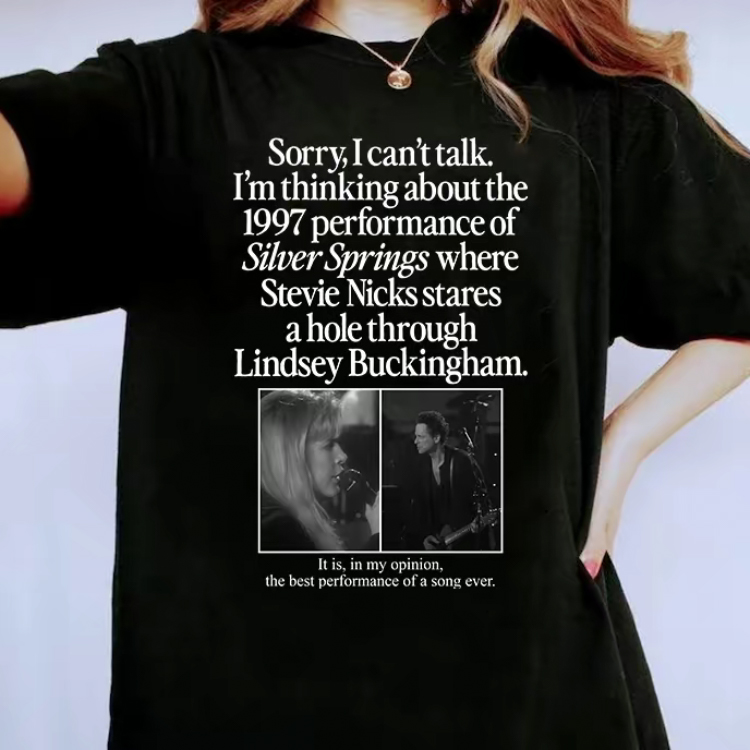 Sorry, I can't talk.
I'm thinking about the
1997 performance of
Silver Springs where
Stevie Nicks stares
a hole through
Lindsey Buckingham.
It is, in my opinion,
the best performance of a song ever.